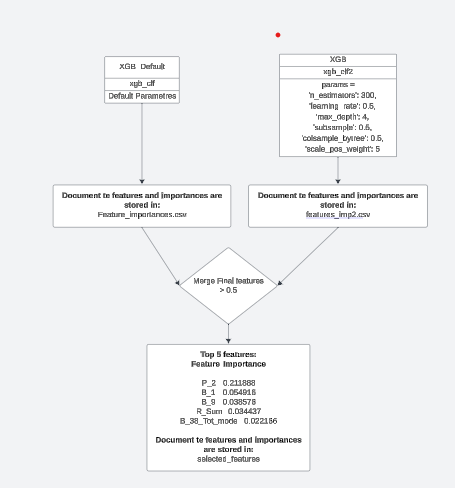 XGB Default
xgb_clf
Default Parametres
XGB
xgb_clf2
params =
'n_estimators': 300,
'learning_rate': 0.5,
'max_depth': 4,
'subsample': 0.5,
'colsample_bytree': 0.5,
'scale_pos_weight': 5
Document te features and importances are
stored in:
Feature_importances.csv
Document te features and importances are
stored in:
features_imp2.csv
Merge Final features
> 0.5
Top 5 features:
Feature Importance
P_2 0.211888
B_1 0.054916
B_9 0.038576
R_Sum 0.034437
B_38_Tot_mode 0.022166
Document te features and importances
are stored in:
selected_features